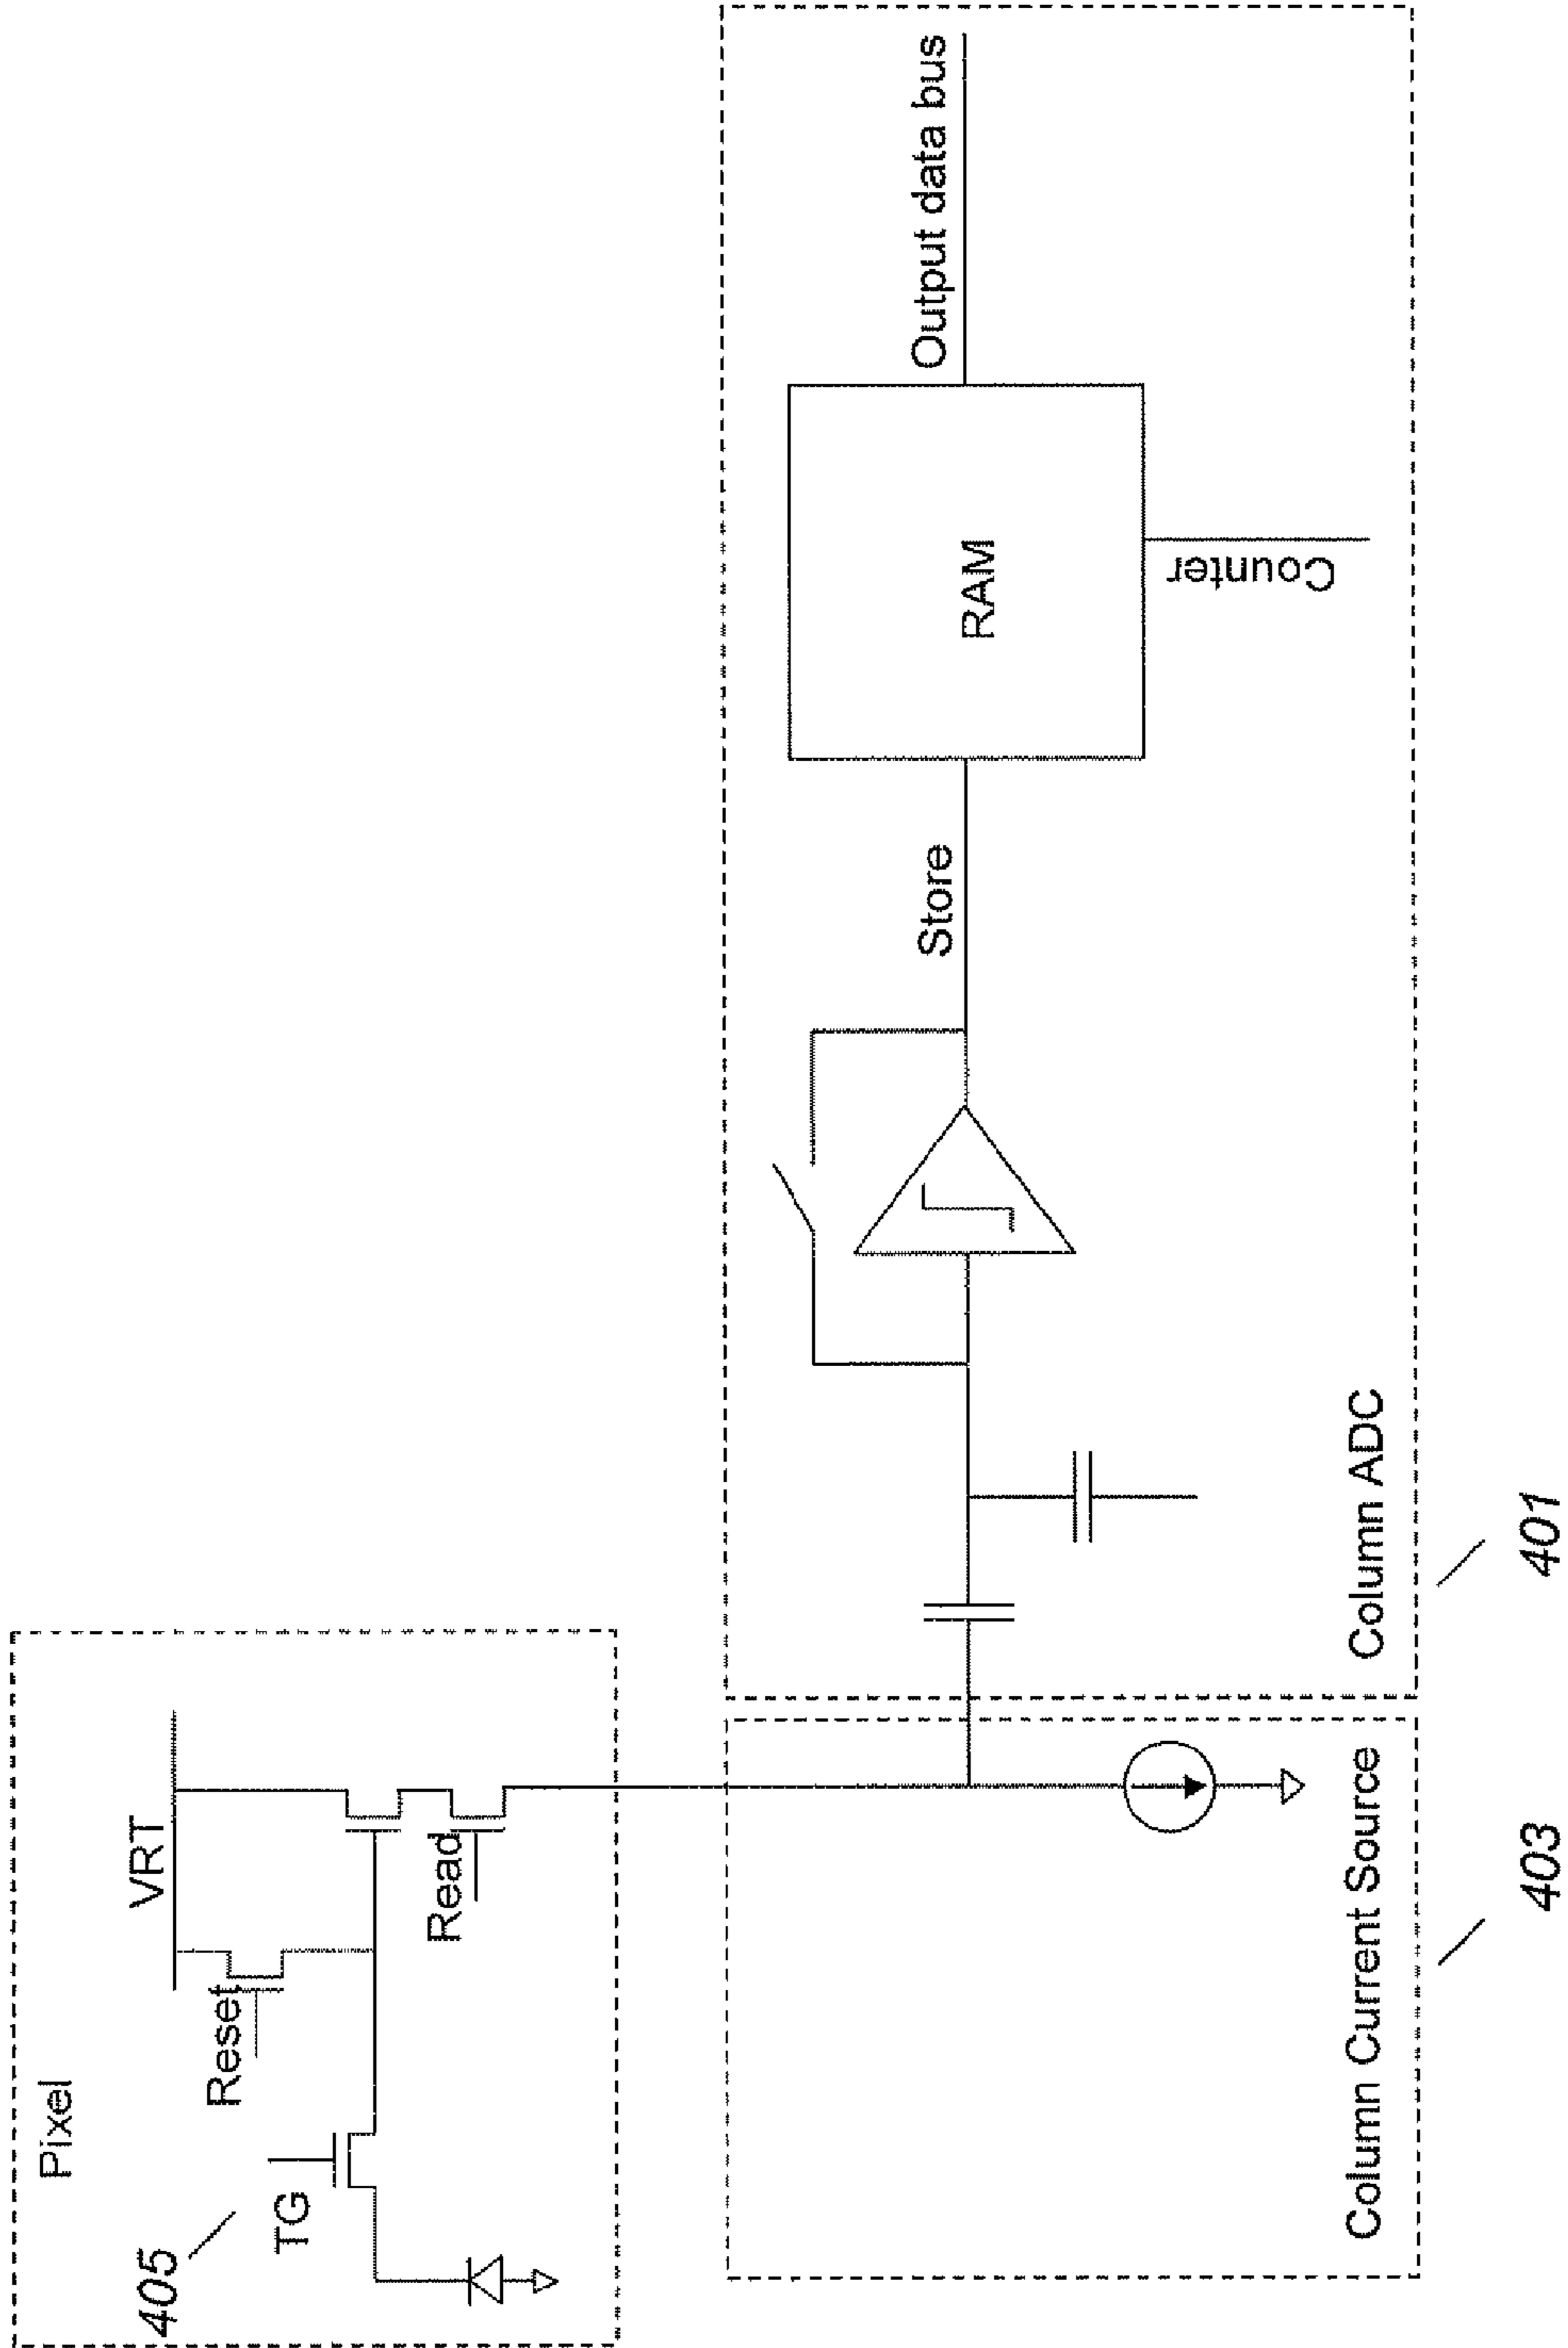 405
Pixel
TG
Reset
VRT
Read
Column Current Source
403
Column ADC
401
Store
RAM
Counter
Output data bus